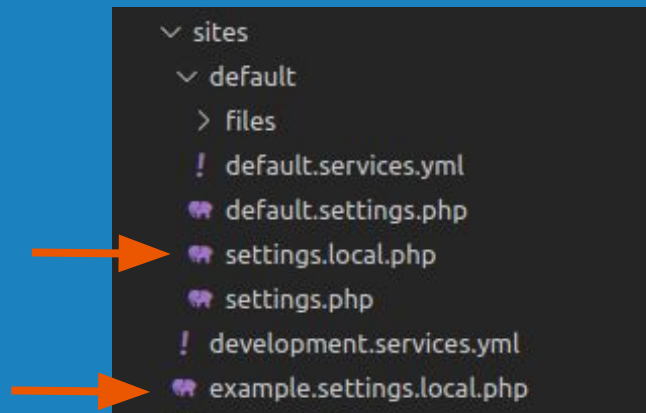 sites
default
files
default.services.yml
default.settings.php
settings.local.php
settings.php
development.services.yml
example.settings.local.php